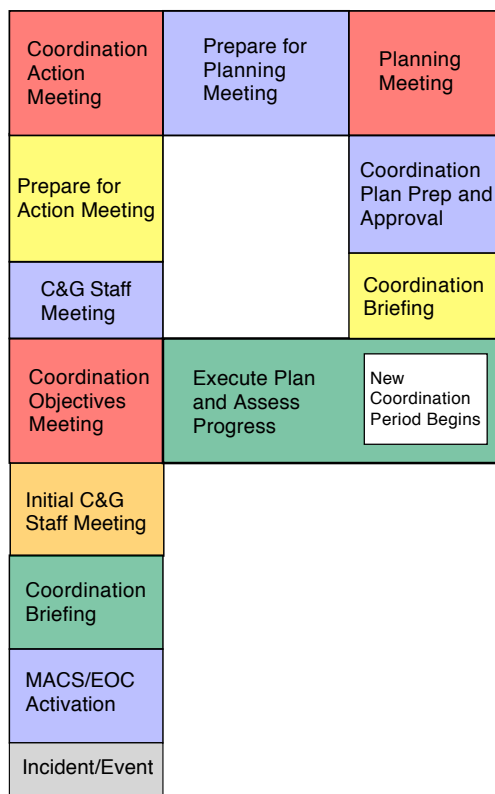 Coordination
Action
Meeting
Prepare for
Planning
Meeting
Planning
Meeting
Prepare for
Action Meeting
Coordination
Plan Prep and
Approval
C&G Staff
Meeting
Coordination
Briefing
Coordination
Objectives
Meeting
Execute Plan
and Assess
Progress
New
Coordination
Period Begins
Initial C&G
Staff Meeting
Coordination
Briefing
MACS/EOC
Activation
Incident/Event